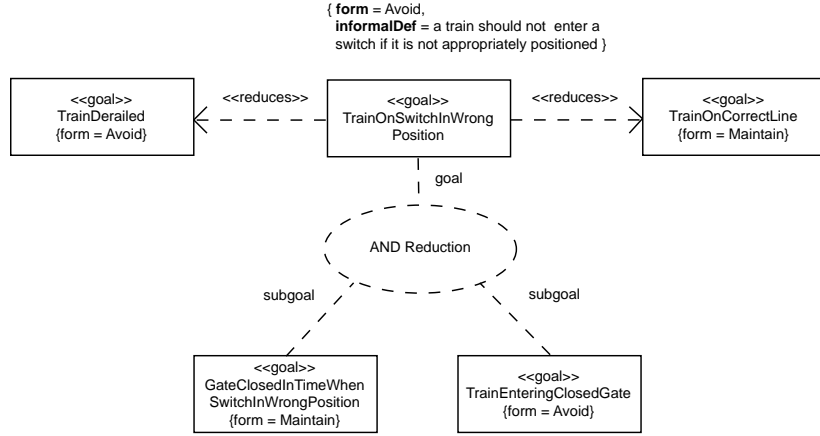 { form = Avoid,
informalDef = a train should not enter a
switch if it is not appropriately positioned }
<<goal>>
TrainDerailed
{form = Avoid}
<<reduces>>
<<goal>>
TrainOnSwitchInWrong
Position
<<reduces>>
<<goal>>
TrainOnCorrectLine
{form = Maintain}
goal
AND Reduction
subgoal
subgoal
<<goal>>
GateClosedInTimeWhen
SwitchInWrongPosition
{form = Maintain}
<<goal>>
TrainEnteringClosedGate
{form = Avoid}